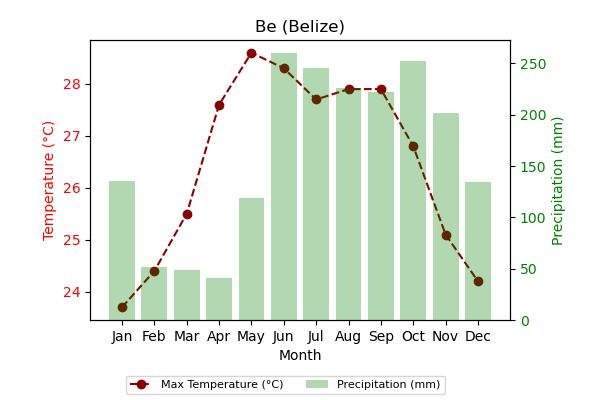 Be (Belize)
Temperature (°C)
28
27
26
25
24
250
200
150
100
50
0
Precipitation (mm)
Jan Feb Mar Apr May Jun Jul Aug Sep Oct Nov Dec
Month
Max Temperature (°C) Precipitation (mm)